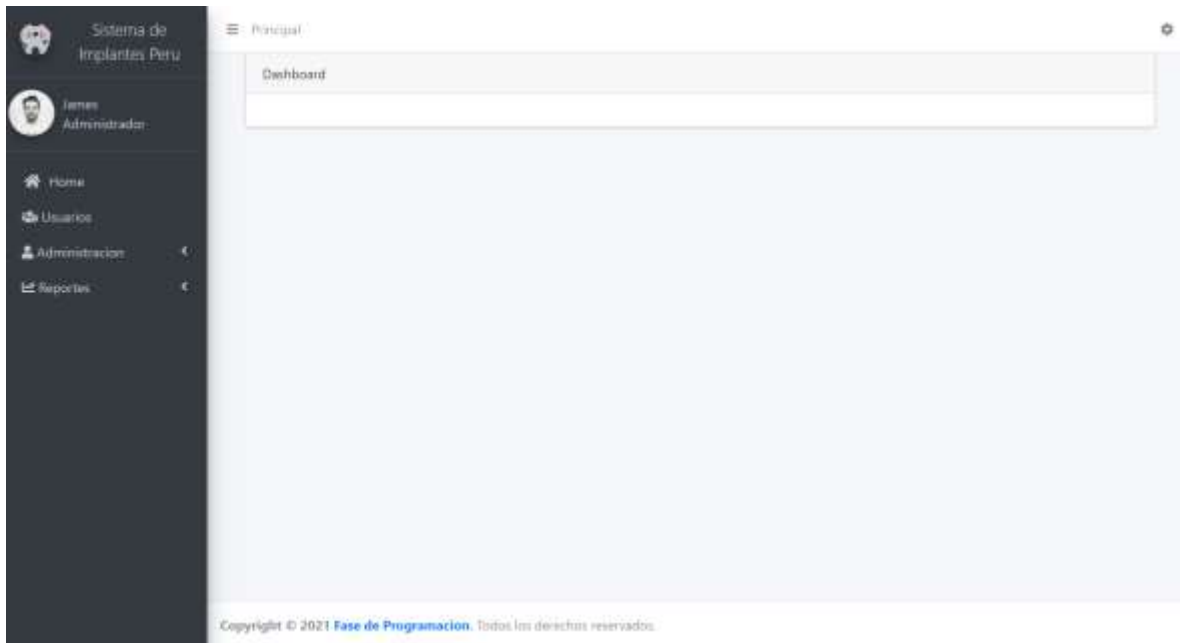 Sistema de
Implantes Peru
Principal
Dashboard
James
Administrador
Home
Usuarios
Administracion
Reportes
Copyright © 2021 Fase de Programacion. Todos los derechos reservados.